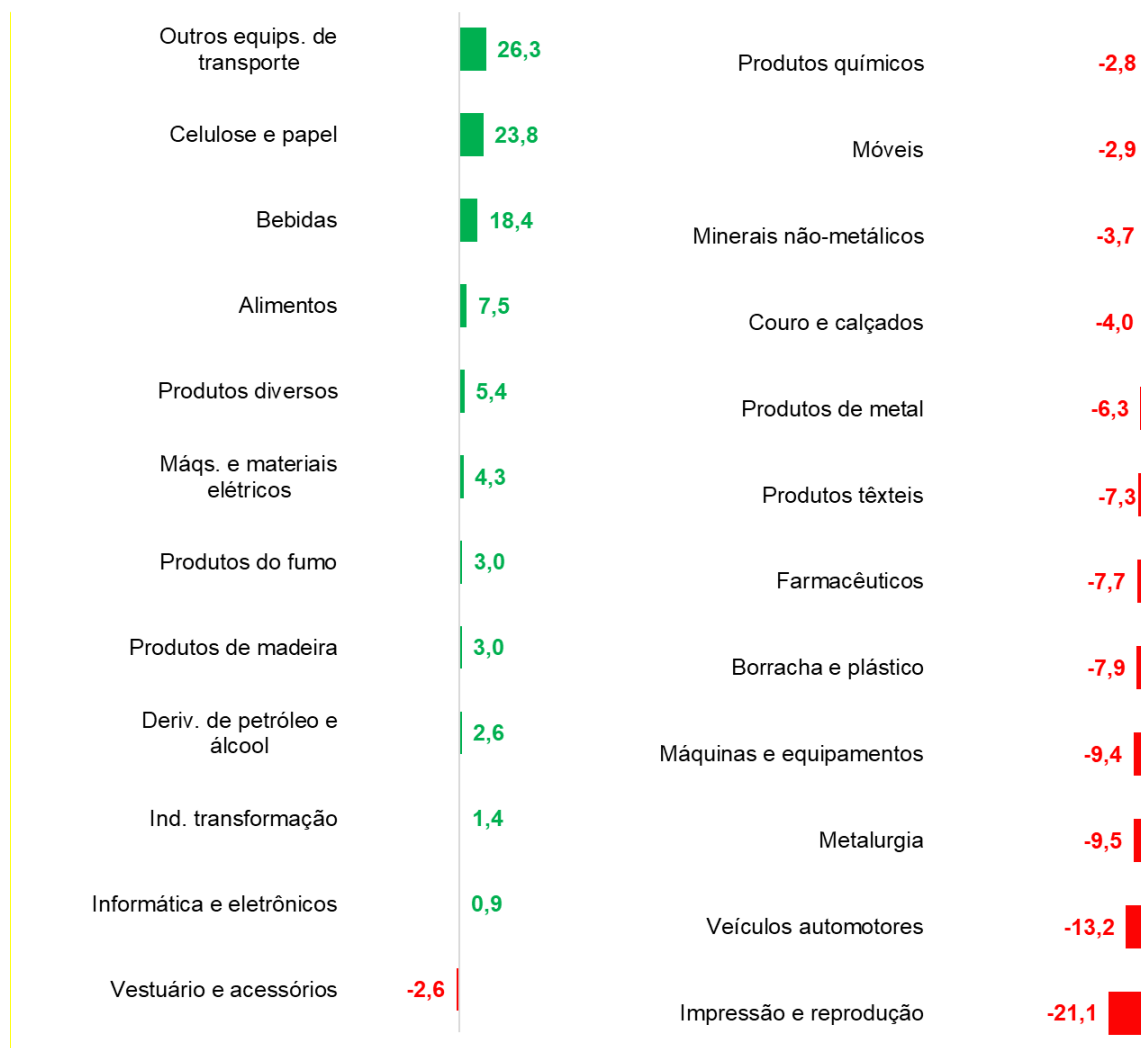 Outros equips. de
transporte
26,3
Celulose e papel
23,8
Bebidas
18,4
Alimentos
7,5
Produtos diversos
5,4
Máqs. e materiais
elétricos
4,3
Produtos do fumo
3,0
Produtos de madeira
3,0
Deriv. de petróleo e
álcool
2,6
Ind. transformação
1,4
Informática e eletrônicos
0,9
Vestuário e acessórios
-2,6
Produtos químicos
-2,8
Móveis
-2,9
Minerais não-metálicos
-3,7
Couro e calçados
-4,0
Produtos de metal
-6,3
Produtos têxteis
-7,3
Farmacêuticos
-7,7
Borracha e plástico
-7,9
Máquinas e equipamentos
-9,4
Metalurgia
-9,5
Veículos automotores
-13,2
Impressão e reprodução
-21,1